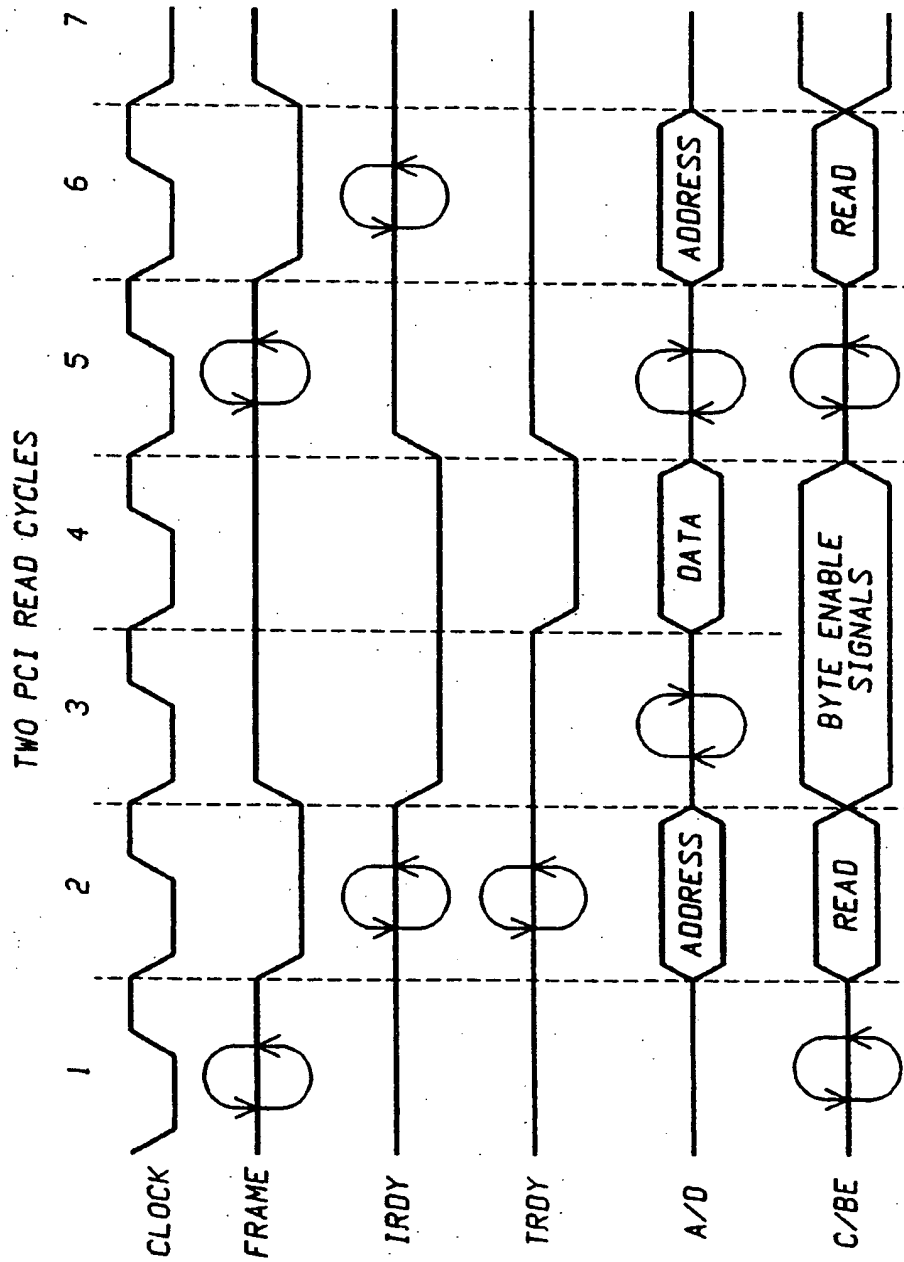 TWO PCI READ CYCLES
1 2 3 4 5 6 7
CLOCK
FRAME
IRDY
TRDY
A/D
ADDRESS
DATA
ADDRESS
C/BE
READ
BYTE ENABLE
SIGNALS
READ